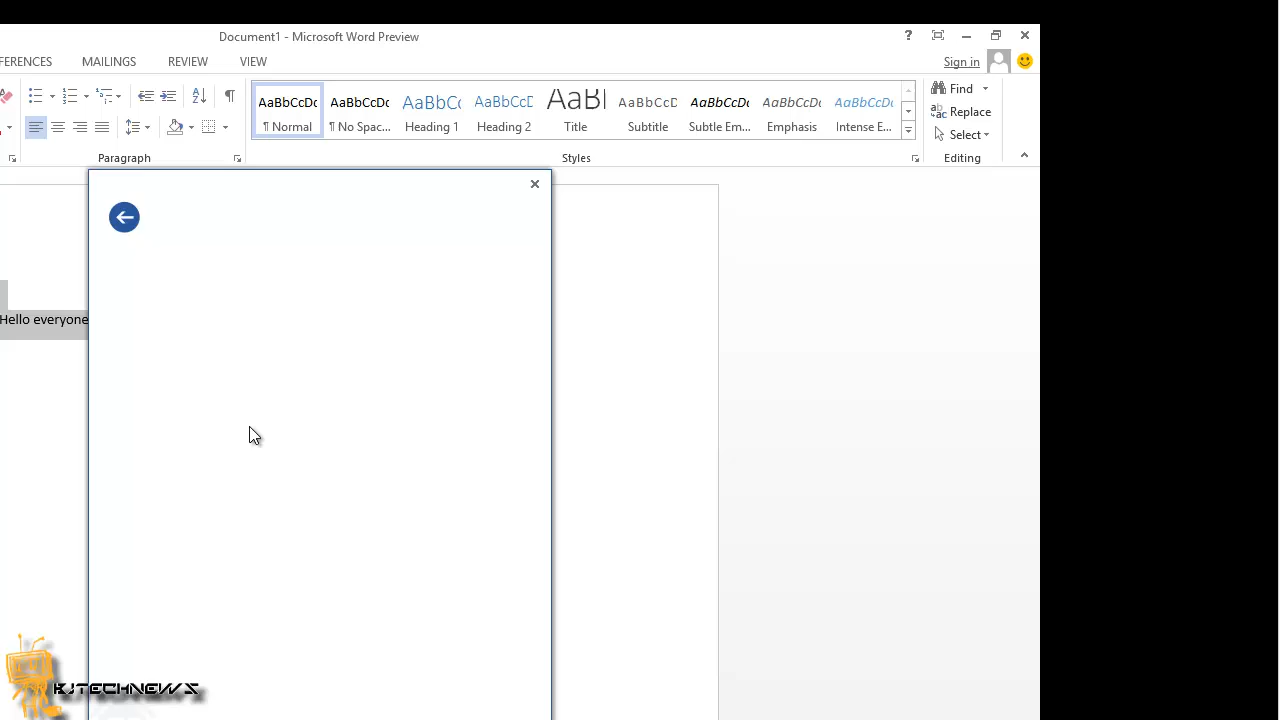 Document1 - Microsoft Word Preview
?
FERENCES MAILINGS REVIEW VIEW Sign in
AaBbCcDc AaBbCcDc AaBbC AaBbCcD AaBl AaBbCcD AaBbCcDc AaBbCcDc AaBbCcDc
¶ Normal ¶ No Spac... Heading 1 Heading 2 Title Subtitle Subtle Em... Emphasis Intense E...
Find
Replace
Select
Paragraph Styles Editing
Hello everyone
KJTECHNEWS